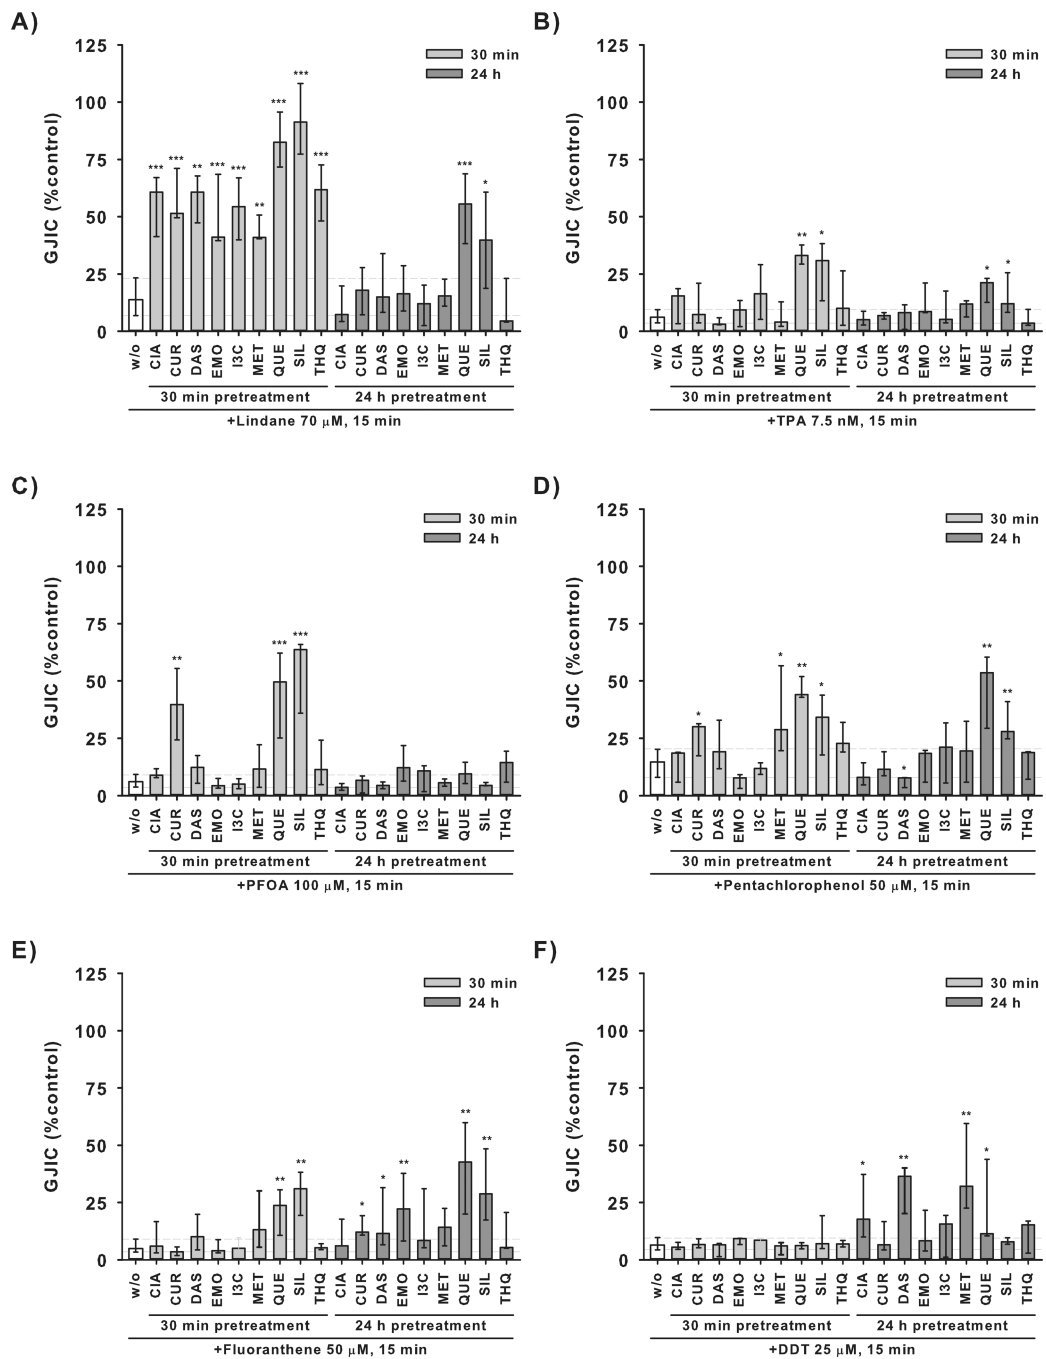 A)
GJIC (%control)
125
100
75
50
25
0
30 min
24 h
*** *** ** *** *** ** *** *** *** *** *
w/o CIA CUR DAS EMO I3C MET QUE SIL THQ CIA CUR DAS EMO I3C MET QUE SIL THQ
30 min pretreatment 24 h pretreatment
+Lindane 70 μM, 15 min
B)
GJIC (%control)
125
100
75
50
25
0
30 min
24 h
** * * *
w/o CIA CUR DAS EMO I3C MET QUE SIL THQ CIA CUR DAS EMO I3C MET QUE SIL THQ
30 min pretreatment 24 h pretreatment
+TPA 7.5 nM, 15 min
C)
GJIC (%control)
125
100
75
50
25
0
30 min
24 h
** *** ***
w/o CIA CUR DAS EMO I3C MET QUE SIL THQ CIA CUR DAS EMO I3C MET QUE SIL THQ
30 min pretreatment 24 h pretreatment
+PFOA 100 μM, 15 min
D)
GJIC (%control)
125
100
75
50
25
0
30 min
24 h
* * ** * * ** **
w/o CIA CUR DAS EMO I3C MET QUE SIL THQ CIA CUR DAS EMO I3C MET QUE SIL THQ
30 min pretreatment 24 h pretreatment
+Pentachlorophenol 50 μM, 15 min
E)
GJIC (%control)
125
100
75
50
25
0
30 min
24 h
** ** * * ** ** **
w/o CIA CUR DAS EMO I3C MET QUE SIL THQ CIA CUR DAS EMO I3C MET QUE SIL THQ
30 min pretreatment 24 h pretreatment
+Fluoranthene 50 μM, 15 min
F)
GJIC (%control)
125
100
75
50
25
0
30 min
24 h
* ** ** *
w/o CIA CUR DAS EMO I3C MET QUE SIL THQ CIA CUR DAS EMO I3C MET QUE SIL THQ
30 min pretreatment 24 h pretreatment
+DDT 25 μM, 15 min